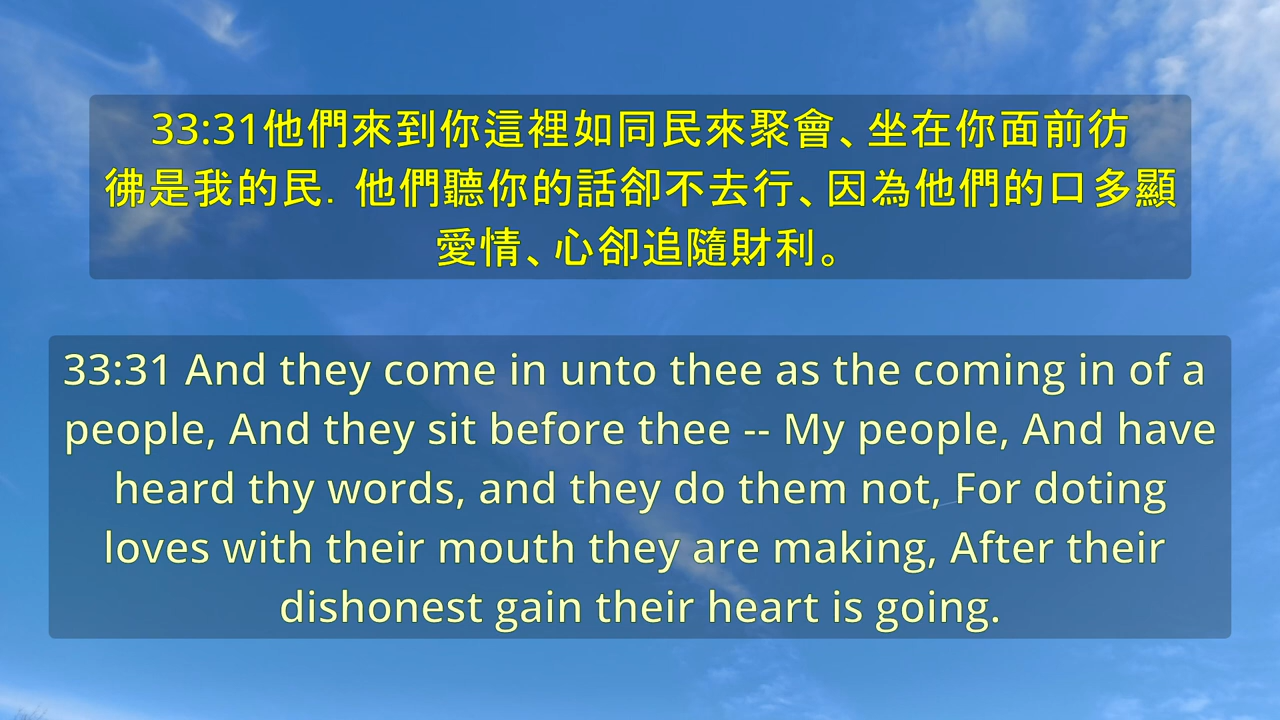 33:31他們來到你這裡如同民來聚會、坐在你面前彷
彿是我的民．他們聽你的話卻不去行、因為他們的口多顯
愛情、心卻追隨財利。
33:31 And they come in unto thee as the coming in of a
people, And they sit before thee -- My people, And have
heard thy words, and they do them not, For doting
loves with their mouth they are making, After their
dishonest gain their heart is going.